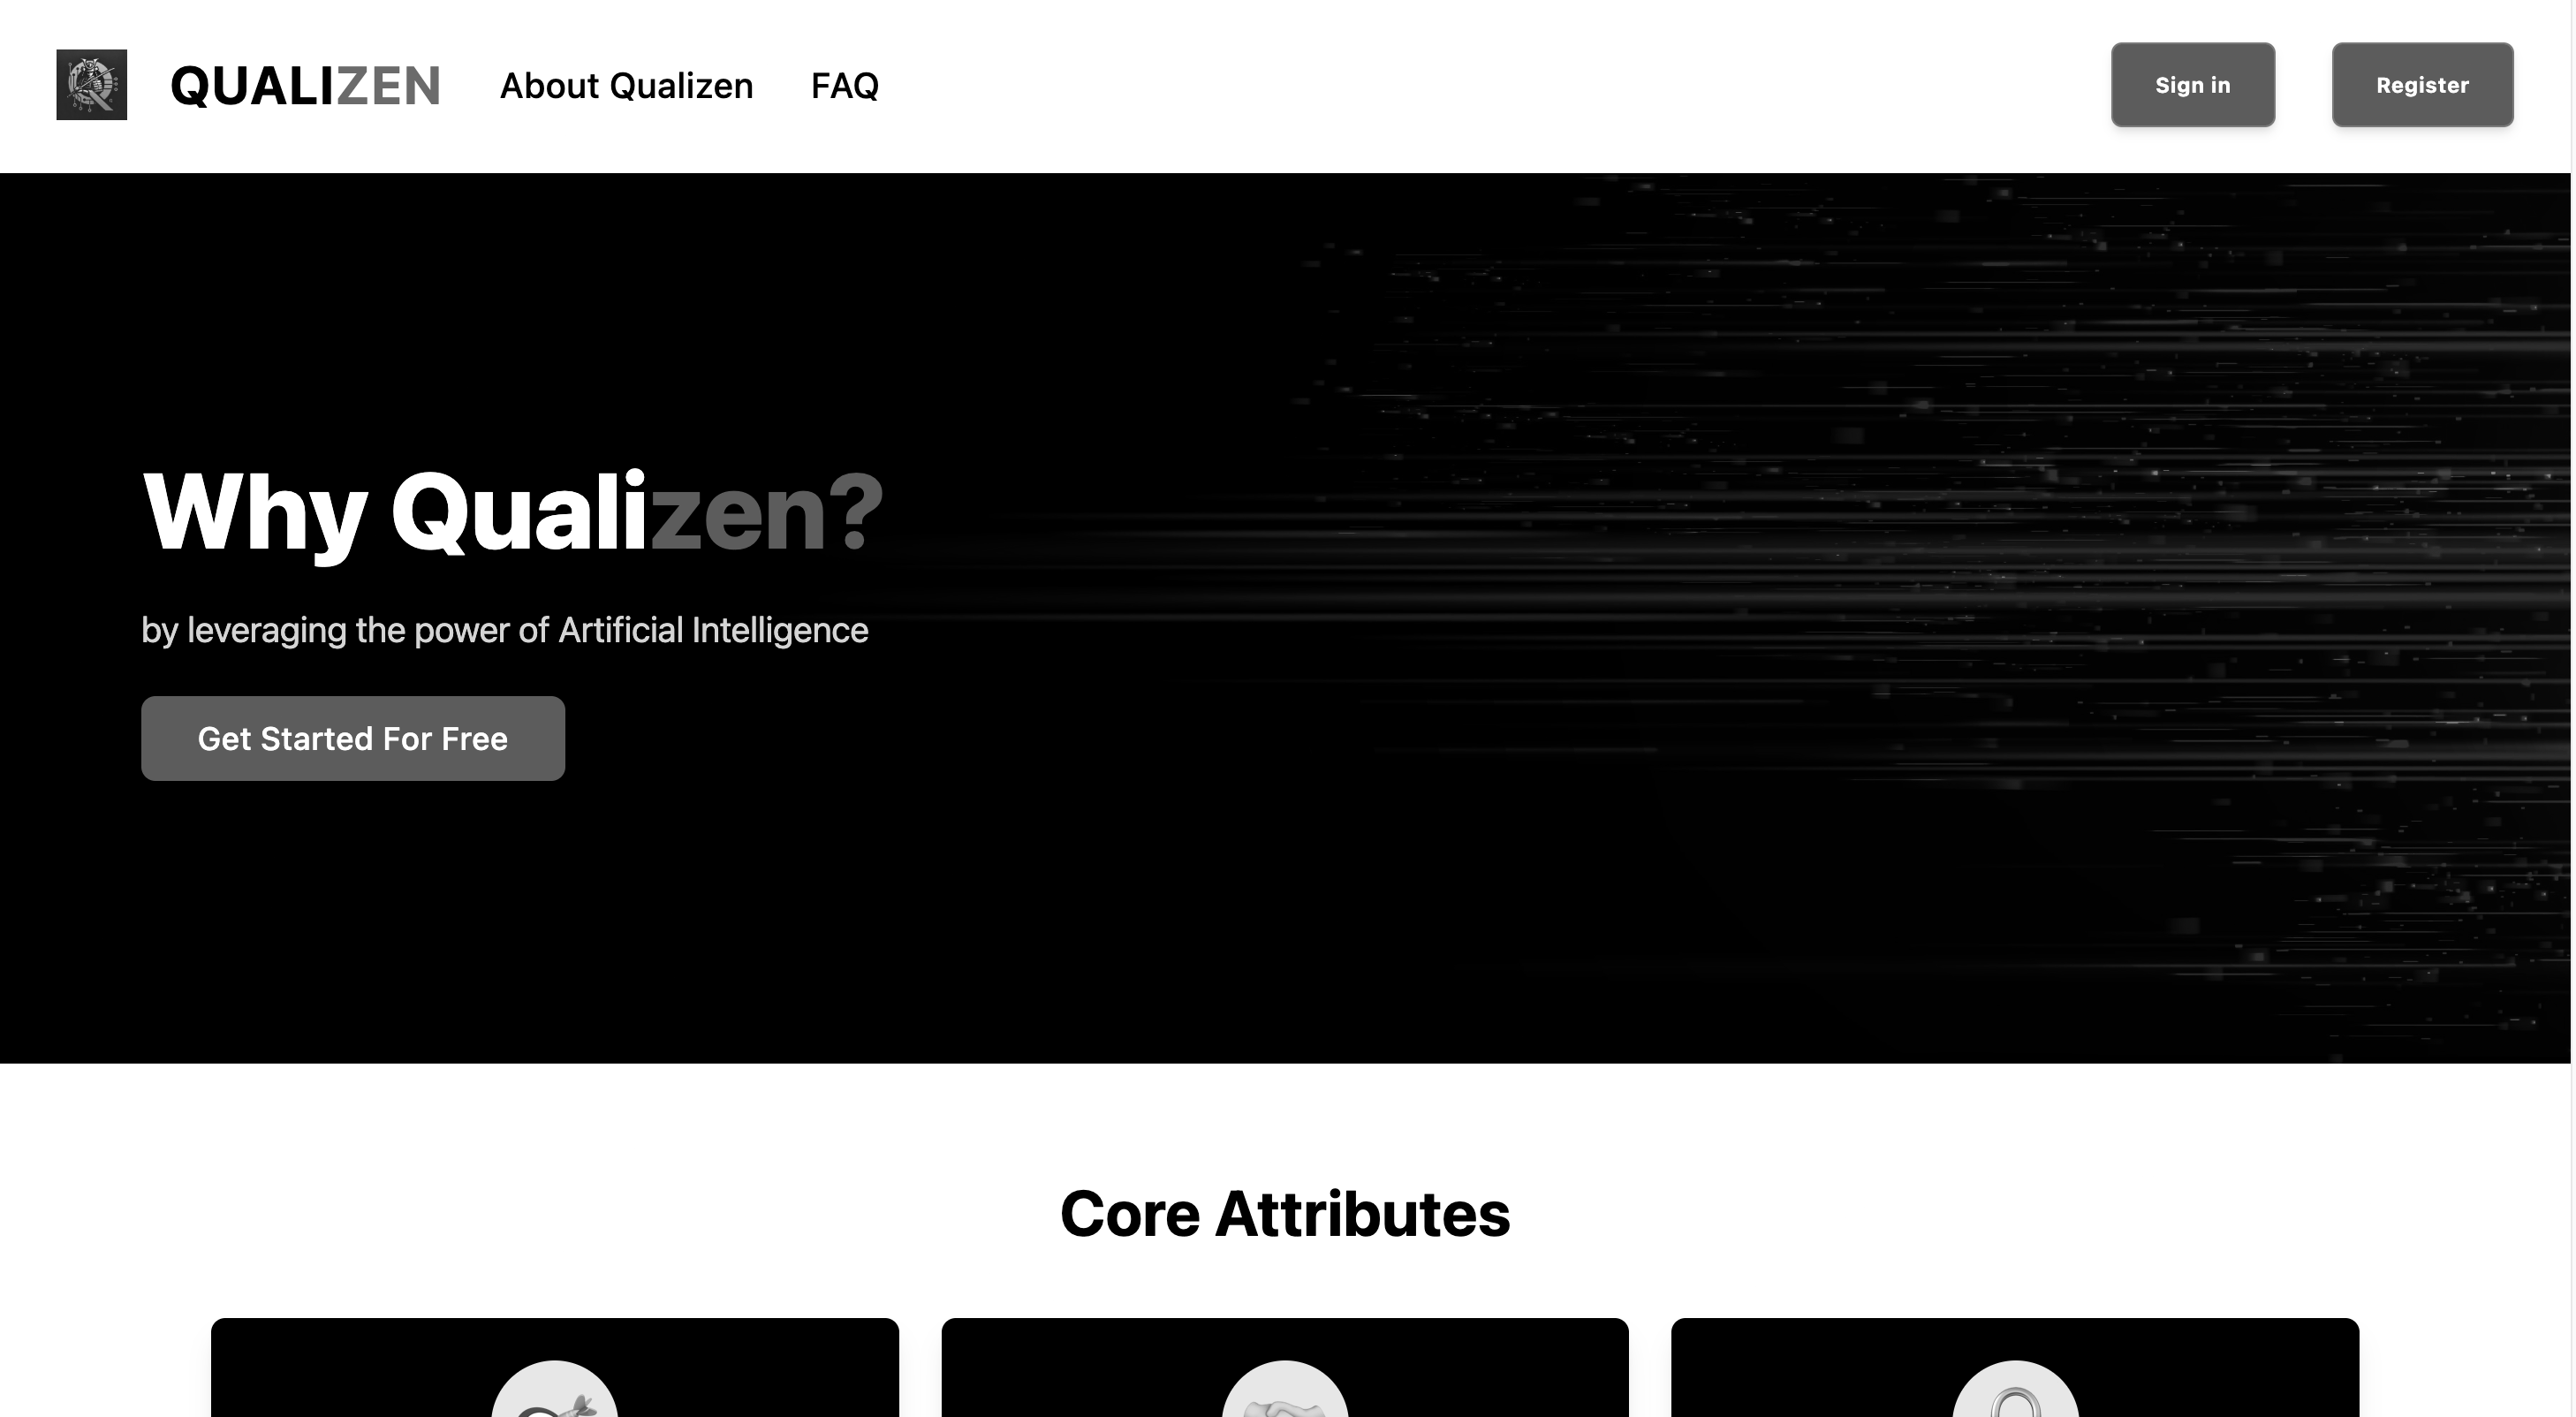 QUALIZEN
About Qualizen
FAQ
Sign in
Register
Why Qualizen?
by leveraging the power of Artificial Intelligence
Get Started For Free
Core Attributes